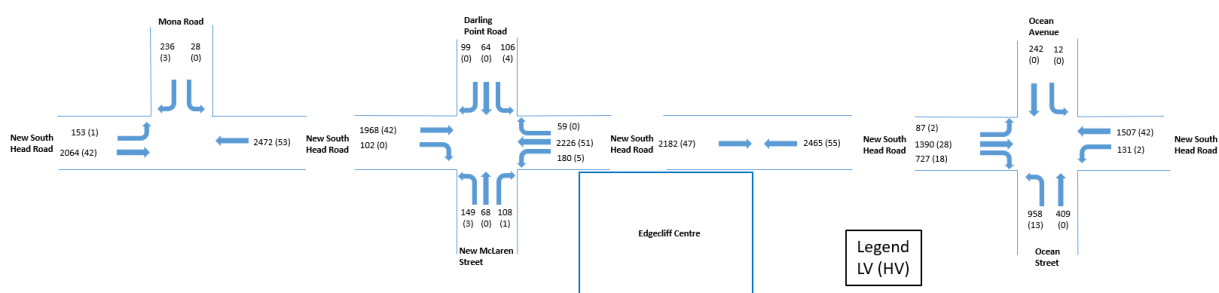 Mona Road
236 28
(3) (0)
New South
Head Road
153 (1)
2064 (42)
2472 (53)
Darling
Point Road
99 64 106
(0) (0) (4)
New South
Head Road
1968 (42)
102 (0)
59 (0)
2226 (51)
180 (5)
149 68 108
(3) (0) (1)
New McLaren
Street
New South
Head Road
2182 (47)
2465 (55)
Edgecliff Centre
Legend
LV (HV)
Ocean
Avenue
242 12
(0) (0)
New South
Head Road
87 (2)
1390 (28)
727 (18)
1507 (42)
131 (2)
New South
Head Road
958 409
(13) (0)
Ocean
Street